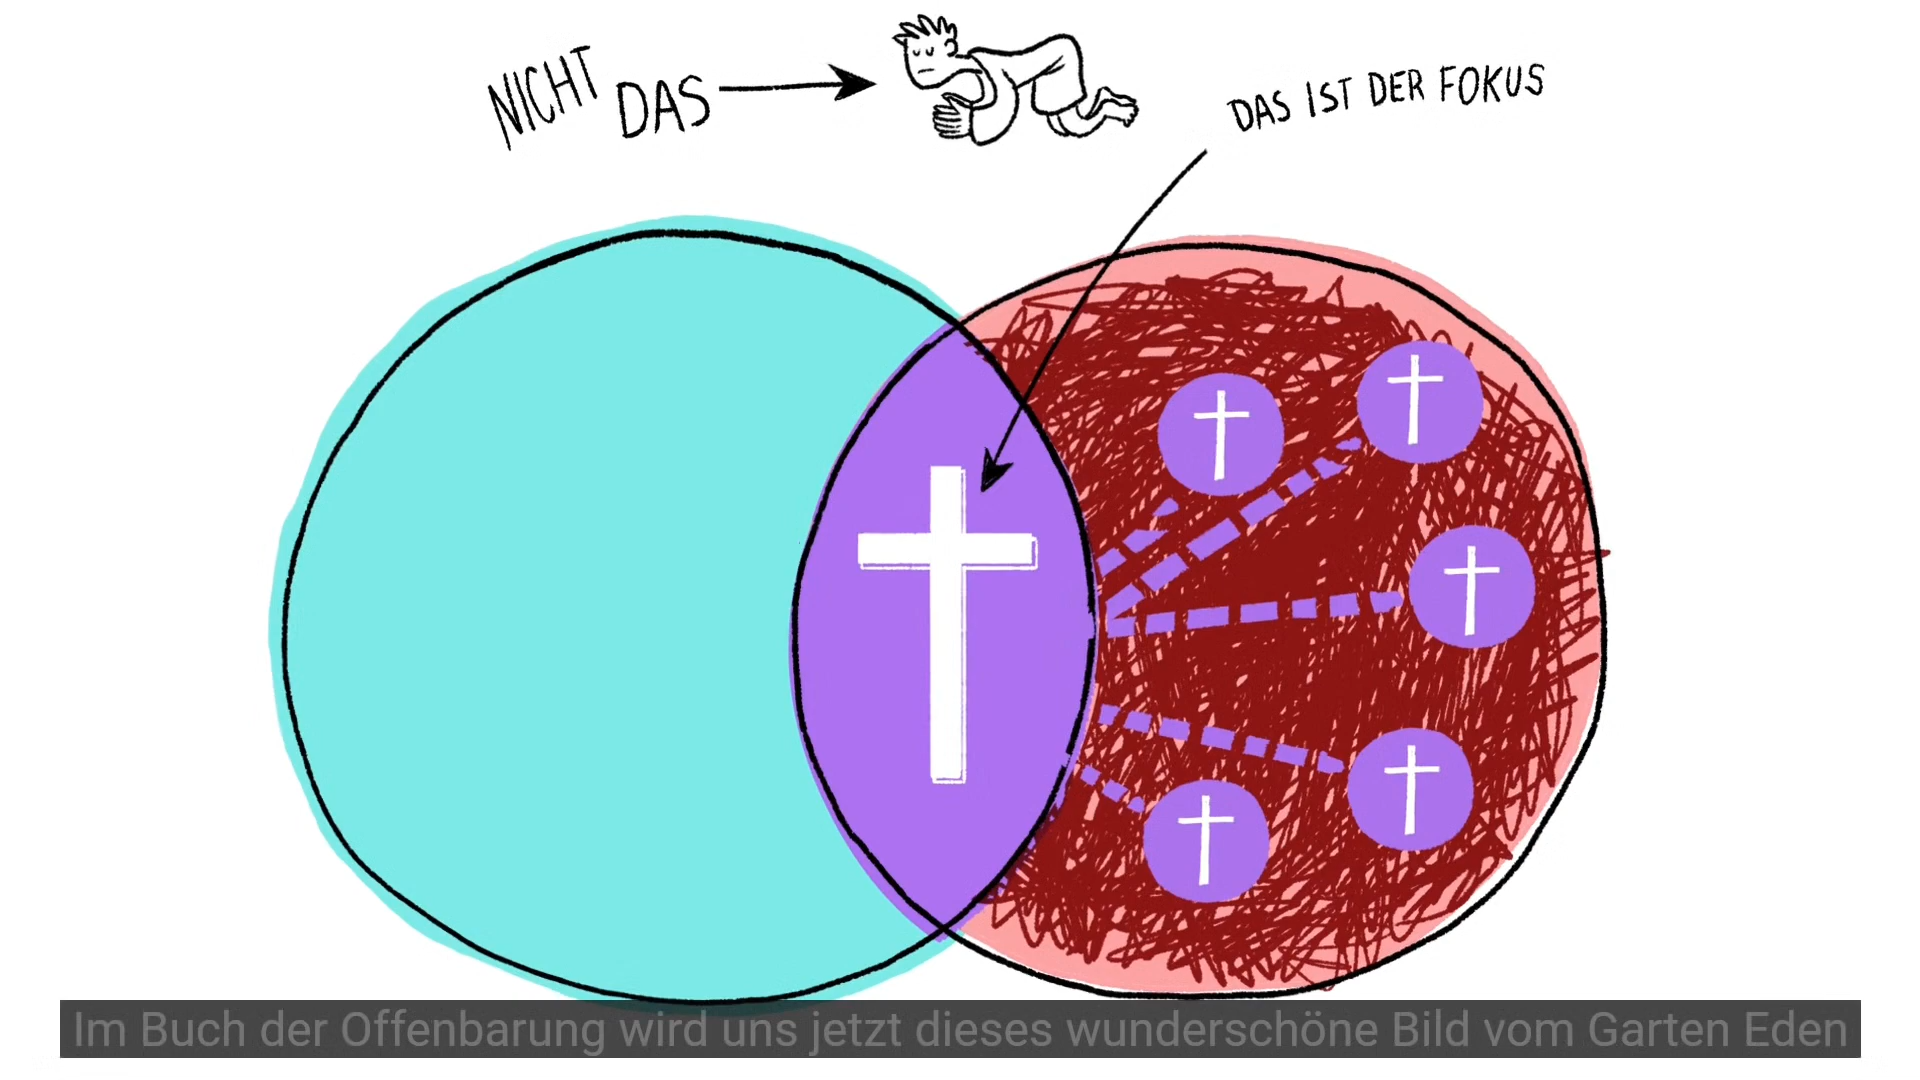 NICHT DAS
DAS IST DER FOKUS
Im Buch der Offenbarung wird uns jetzt dieses wunderschöne Bild vom Garten Eden